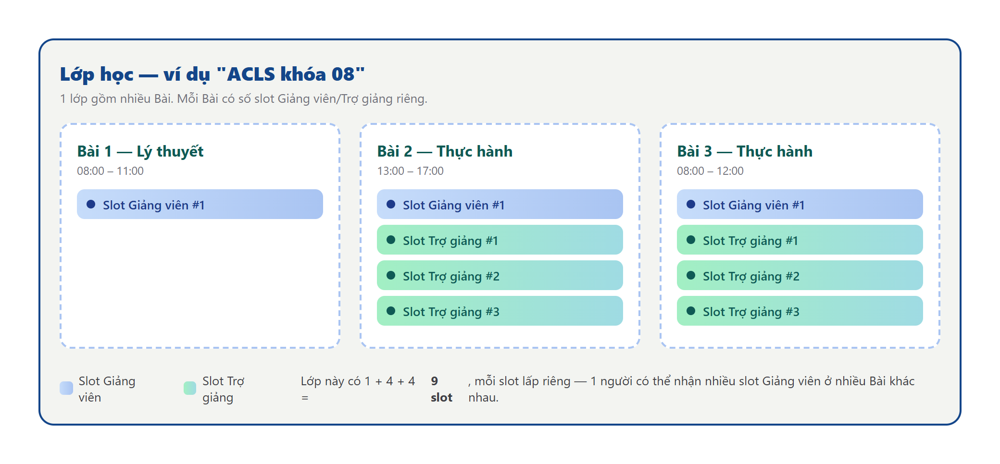 Lớp học — ví dụ "ACLS khóa 08"
1 lớp gồm nhiều Bài. Mỗi Bài có số slot Giảng viên/Trợ giảng riêng.
Bài 1 — Lý thuyết
08:00 – 11:00
Slot Giảng viên #1
Bài 2 — Thực hành
13:00 – 17:00
Slot Giảng viên #1
Slot Trợ giảng #1
Slot Trợ giảng #2
Slot Trợ giảng #3
Bài 3 — Thực hành
08:00 – 12:00
Slot Giảng viên #1
Slot Trợ giảng #1
Slot Trợ giảng #2
Slot Trợ giảng #3
Slot Giảng
viên
Slot Trợ
giảng
Lớp này có 1 + 4 + 4
=
9
slot
, mỗi slot lấp riêng — 1 người có thể nhận nhiều slot Giảng viên ở nhiều Bài khác
nhau.